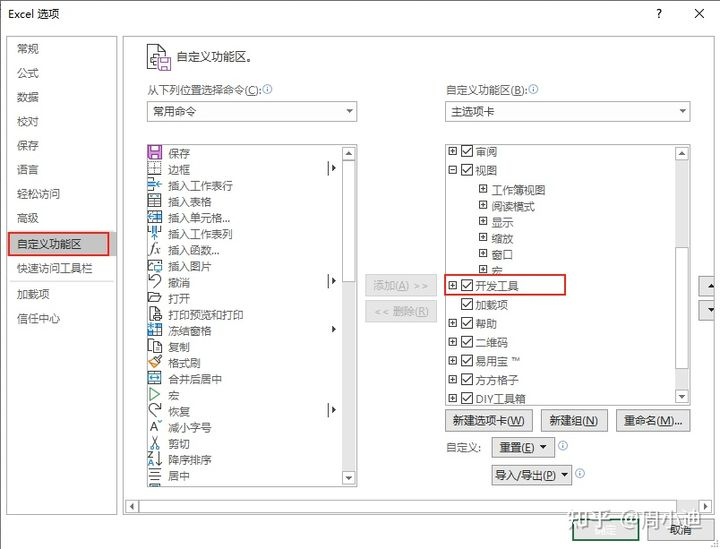 Excel 选项
?
常规
公式
数据
校对
保存
语言
轻松访问
高级
自定义功能区
快速访问工具栏
加载项
信任中心
自定义功能区。
从下列位置选择命令(C):
常用命令
保存
边框
插入工作表行
插入表格
插入单元格...
插入工作表列
插入函数...
插入图片
撤消
打开
打印预览和打印
冻结窗格
复制
格式刷
合并后居中
宏
恢复
减小字号
剪切
降序排序
居中
添加(A) >>
<< 删除(R)
自定义功能区(B):
主选项卡
审阅
视图
工作簿视图
阅读模式
显示
缩放
窗口
宏
开发工具
加载项
帮助
二维码
易用宝 ™
方方格子
DIY工具箱
新建选项卡(W)
新建组(N)
重命名(M)...
自定义:
重置(E)
导入/导出(P)
确定
取消
知乎 @周小迪